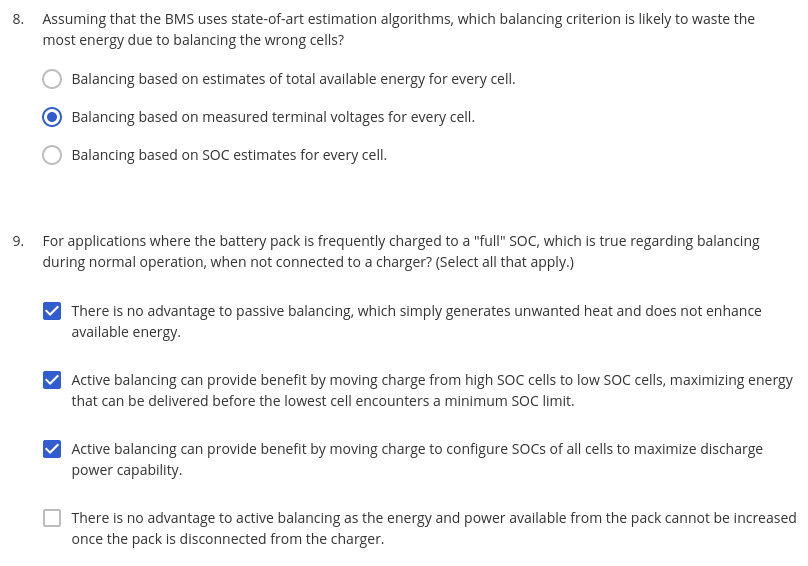 8. Assuming that the BMS uses state-of-art estimation algorithms, which balancing criterion is likely to waste the
most energy due to balancing the wrong cells?
Balancing based on estimates of total available energy for every cell.
Balancing based on measured terminal voltages for every cell.
Balancing based on SOC estimates for every cell.
9. For applications where the battery pack is frequently charged to a "full" SOC, which is true regarding balancing
during normal operation, when not connected to a charger? (Select all that apply.)
There is no advantage to passive balancing, which simply generates unwanted heat and does not enhance
available energy.
Active balancing can provide benefit by moving charge from high SOC cells to low SOC cells, maximizing energy
that can be delivered before the lowest cell encounters a minimum SOC limit.
Active balancing can provide benefit by moving charge to configure SOCs of all cells to maximize discharge
power capability.
There is no advantage to active balancing as the energy and power available from the pack cannot be increased
once the pack is disconnected from the charger.